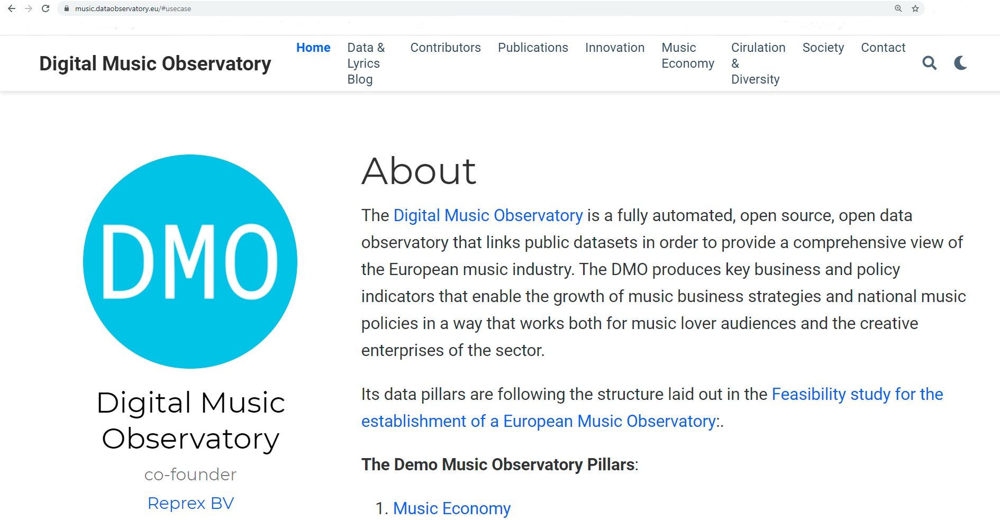 music.dataobservatory.eu/#usecase
Digital Music Observatory
Home
Data &
Lyrics
Blog
Contributors
Publications
Innovation
Music
Economy
Cirulation
&
Diversity
Society
Contact
DMO
Digital Music
Observatory
co-founder
Reprex BV
About
The Digital Music Observatory is a fully automated, open source, open data
observatory that links public datasets in order to provide a comprehensive view of
the European music industry. The DMO produces key business and policy
indicators that enable the growth of music business strategies and national music
policies in a way that works both for music lover audiences and the creative
enterprises of the sector.
Its data pillars are following the structure laid out in the Feasibility study for the
establishment of a European Music Observatory:.
The Demo Music Observatory Pillars:
1. Music Economy